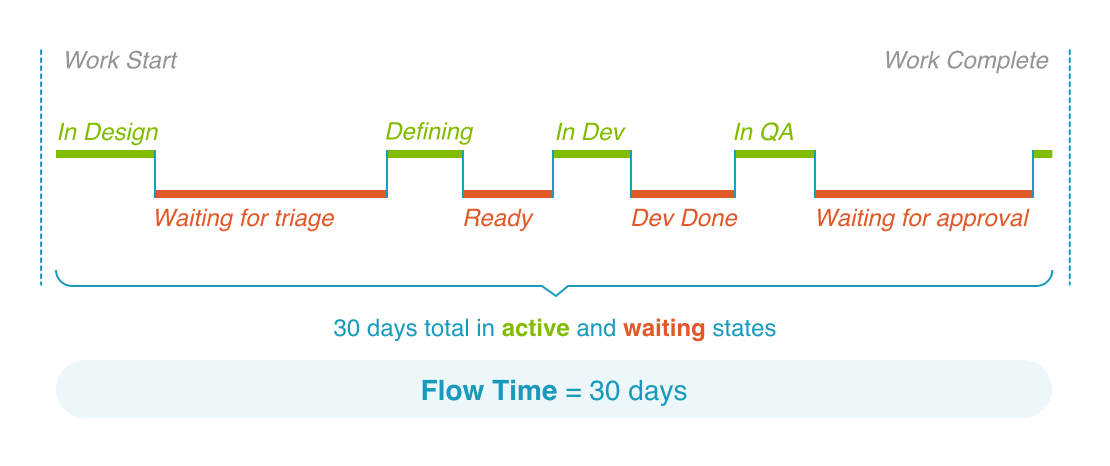 Work Start
Work Complete
In Design
Defining
In Dev
In QA
Waiting for triage
Ready
Dev Done
Waiting for approval
30 days total in active and waiting states
Flow Time = 30 days